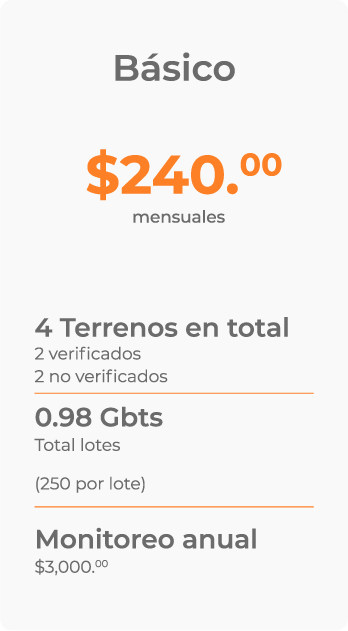 Básico
$240.00
mensuales
4 Terrenos en total
2 verificados
2 no verificados
0.98 Gbts
Total lotes
(250 por lote)
Monitoreo anual
$3,000.00